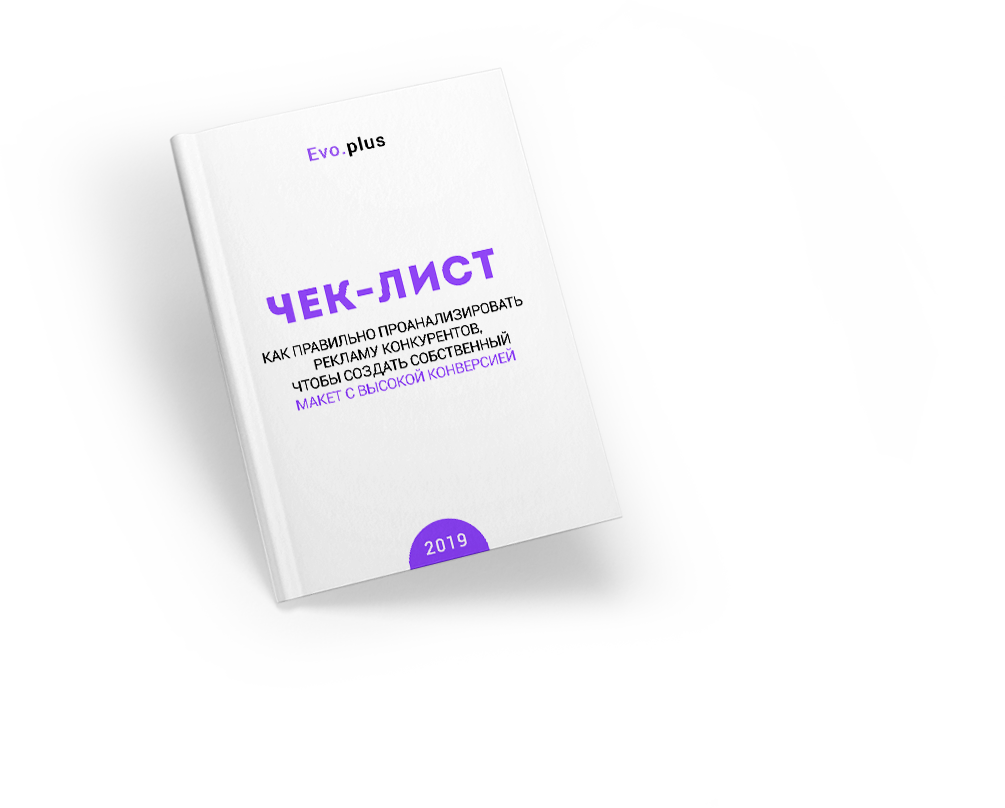 Evo.plus
ЧЕК-ЛИСТ
КАК ПРАВИЛЬНО ПРОАНАЛИЗИРОВАТЬ
РЕКЛАМУ КОНКУРЕНТОВ,
ЧТОБЫ СОЗДАТЬ СОБСТВЕННЫЙ
МАКЕТ С ВЫСОКОЙ КОНВЕРСИЕЙ
2019